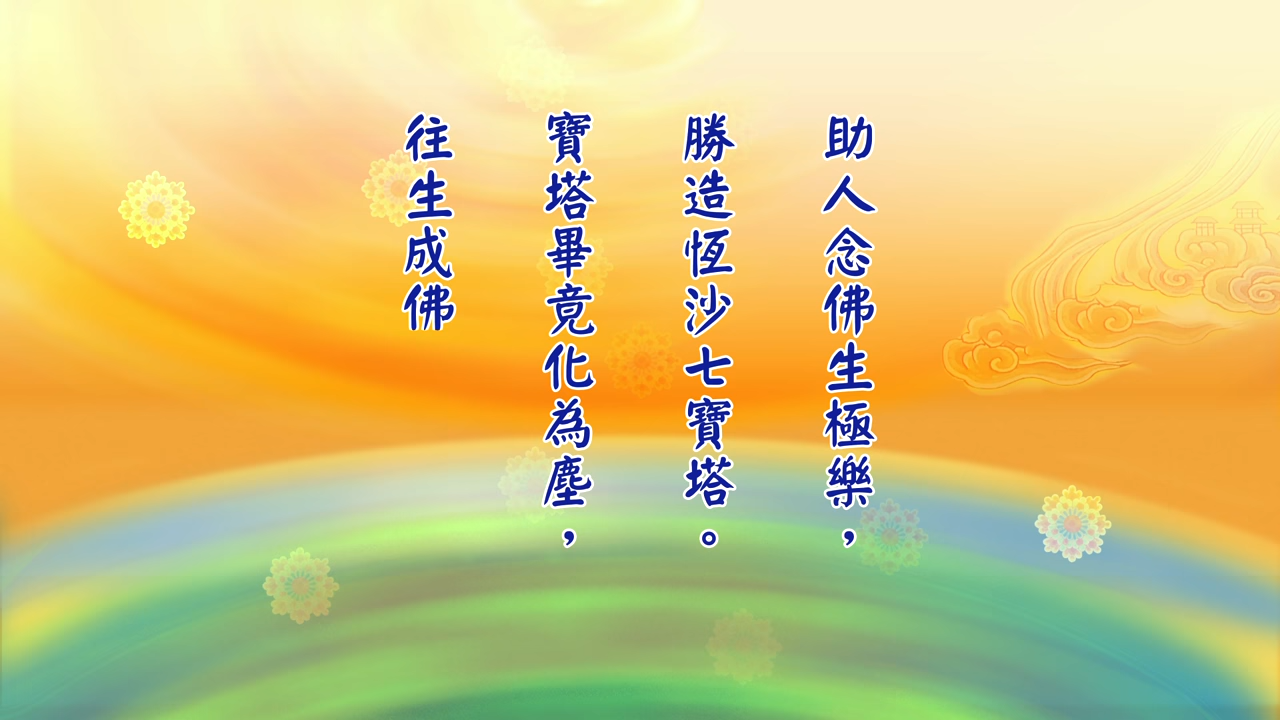 助人念佛生極樂，
勝造恆沙七寶塔。
寶塔畢竟化為塵，
往生成佛